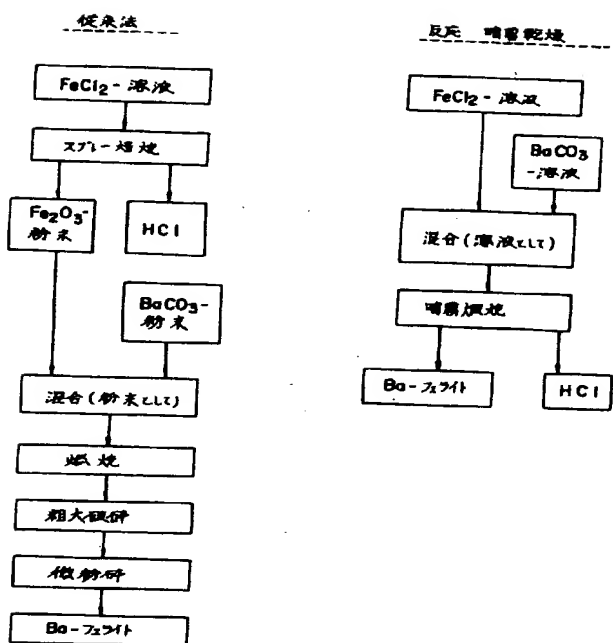 従来法
FeCl2-溶液
スプレー焙焼
Fe2O3-
粉末
HCl
BaCO3-
粉末
混合(粉末として)
焙焼
粗大破砕
微粉砕
Ba-フェライト
反応 噴霧乾燥
FeCl2-溶液
BaCO3
-溶液
混合(溶液として)
噴霧焙焼
Ba-フェライト
HCl